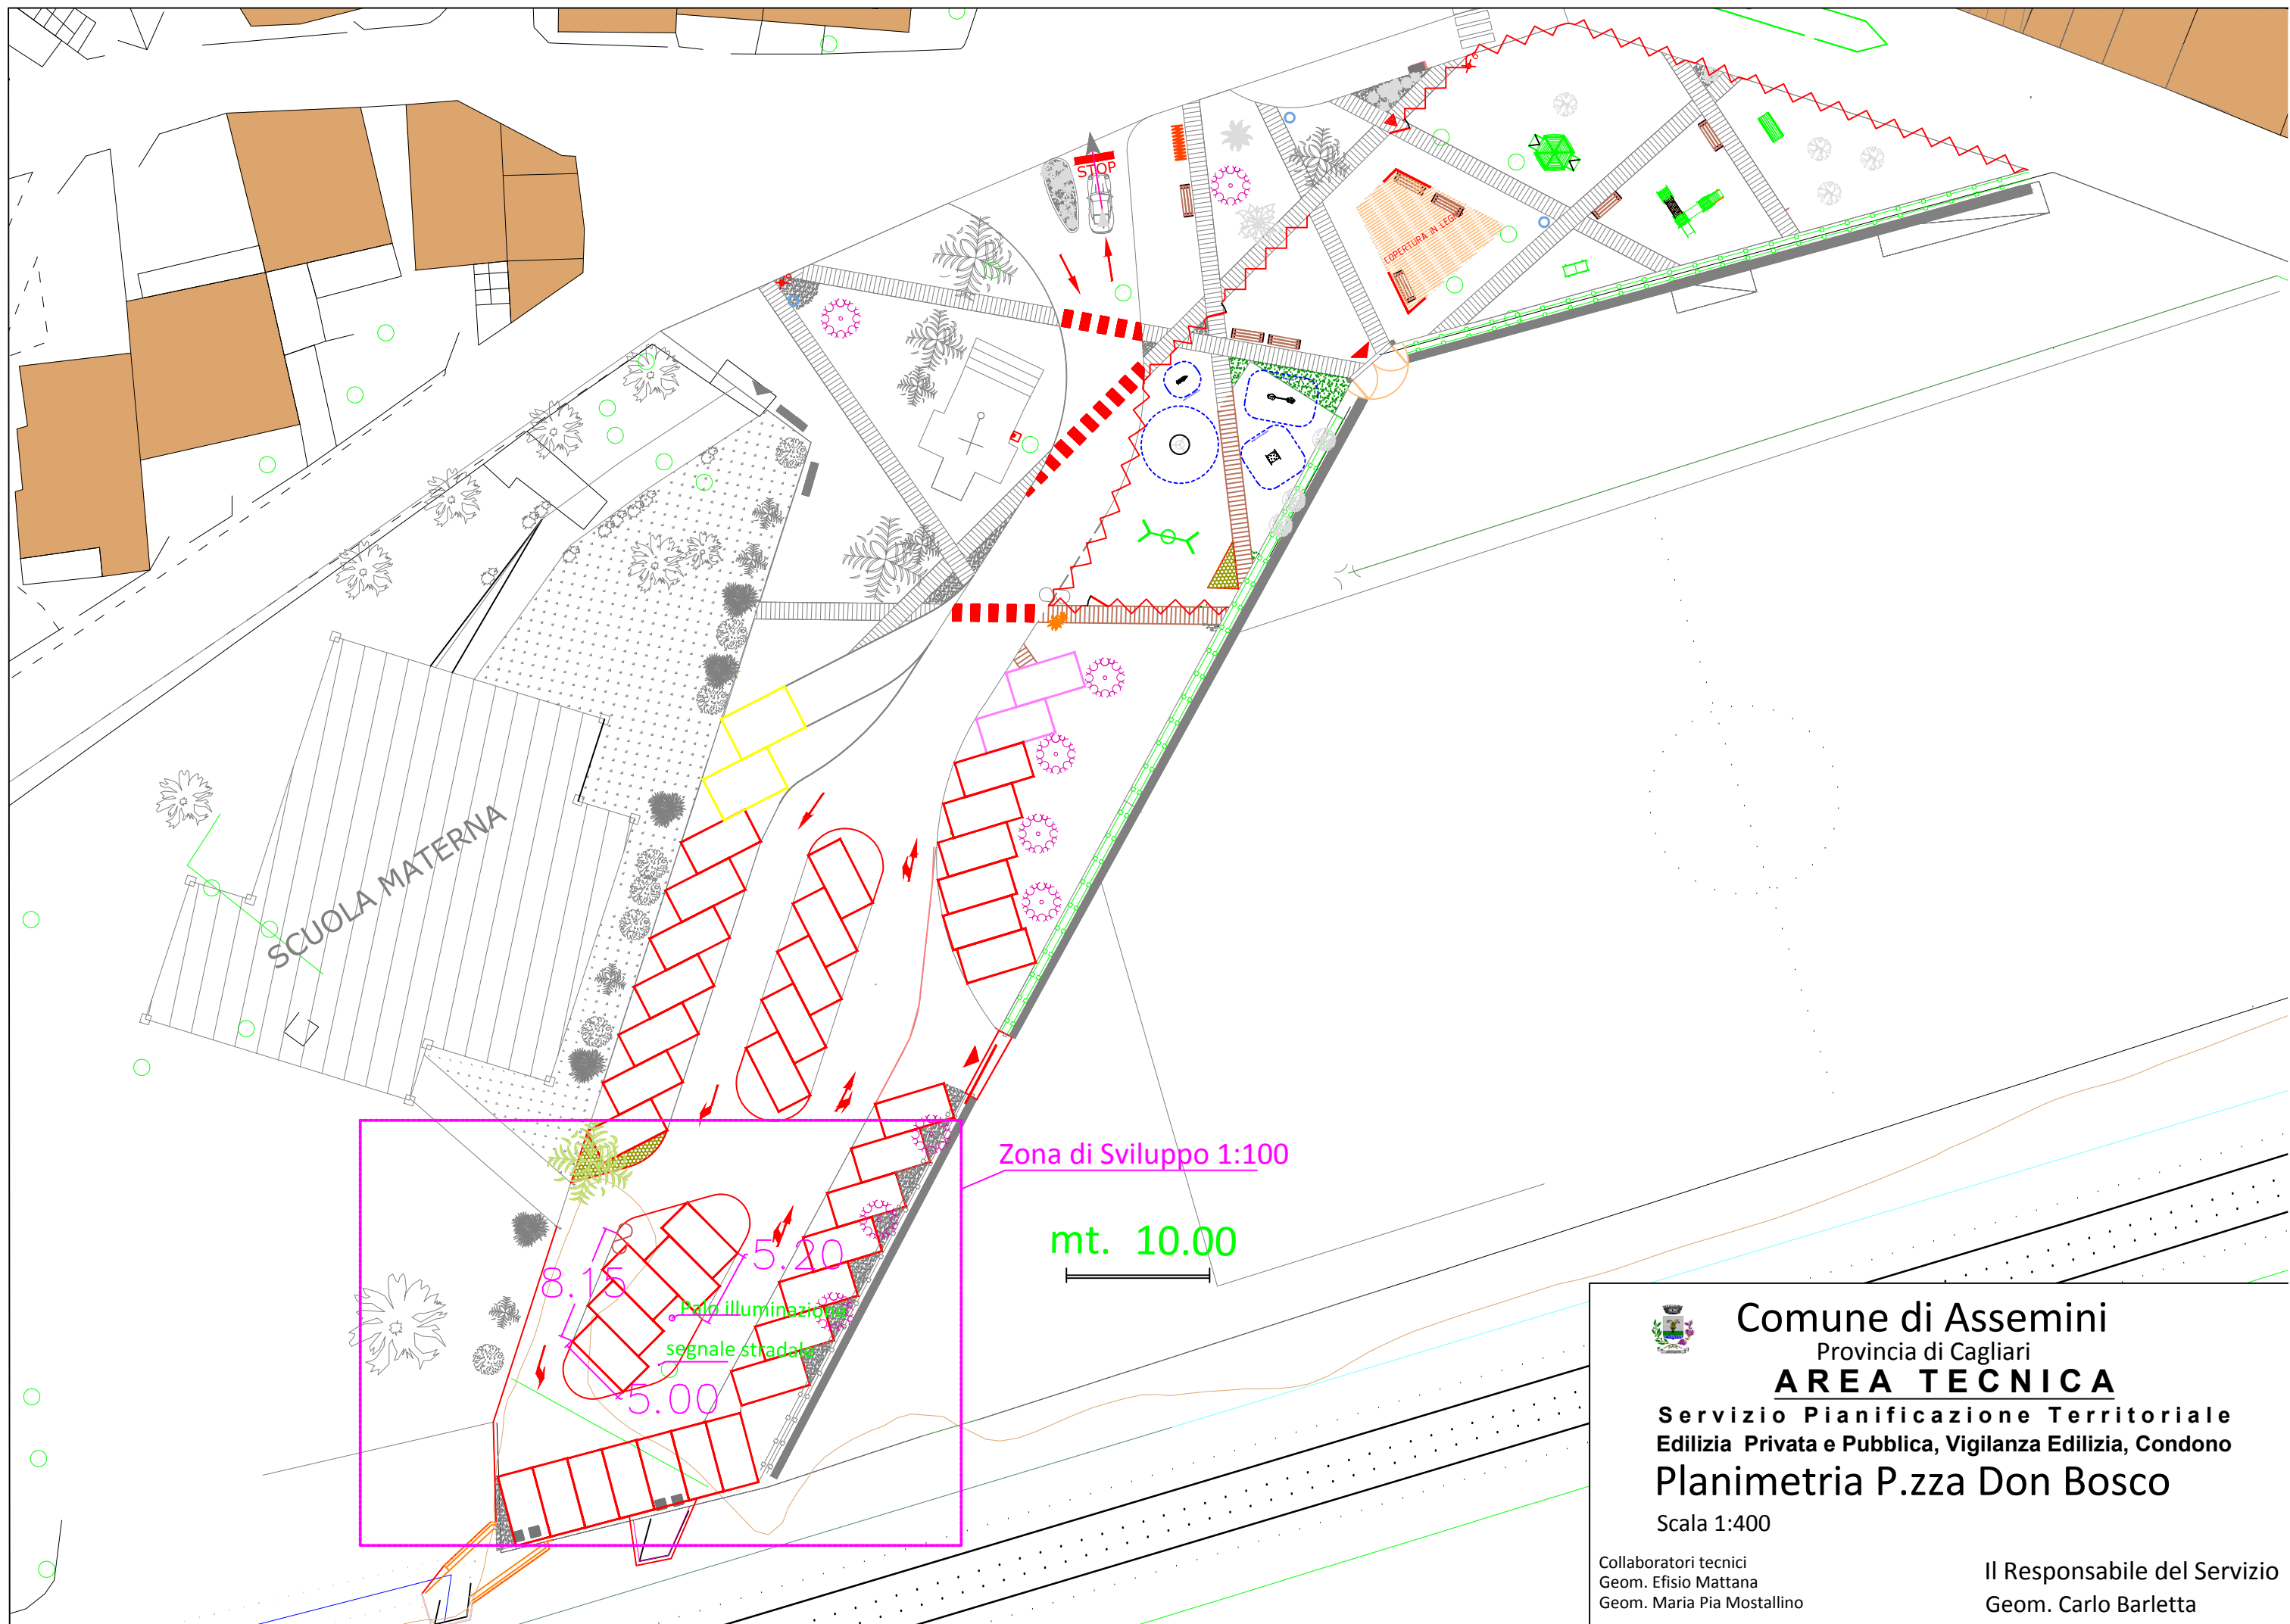 STOP
COPERTURA IN LEGNO
SCUOLA MATERNA
Zona di Sviluppo 1:100
mt. 10.00
8.15
5.20
Palo illuminazione
segnale stradale
5.00
Comune di Assemini
Provincia di Cagliari
AREA TECNICA
Servizio Pianificazione Territoriale
Edilizia Privata e Pubblica, Vigilanza Edilizia, Condono
Planimetria P.zza Don Bosco
Scala 1:400
Collaboratori tecnici
Geom. Efisio Mattana
Geom. Maria Pia Mostallino
Il Responsabile del Servizio
Geom. Carlo Barletta